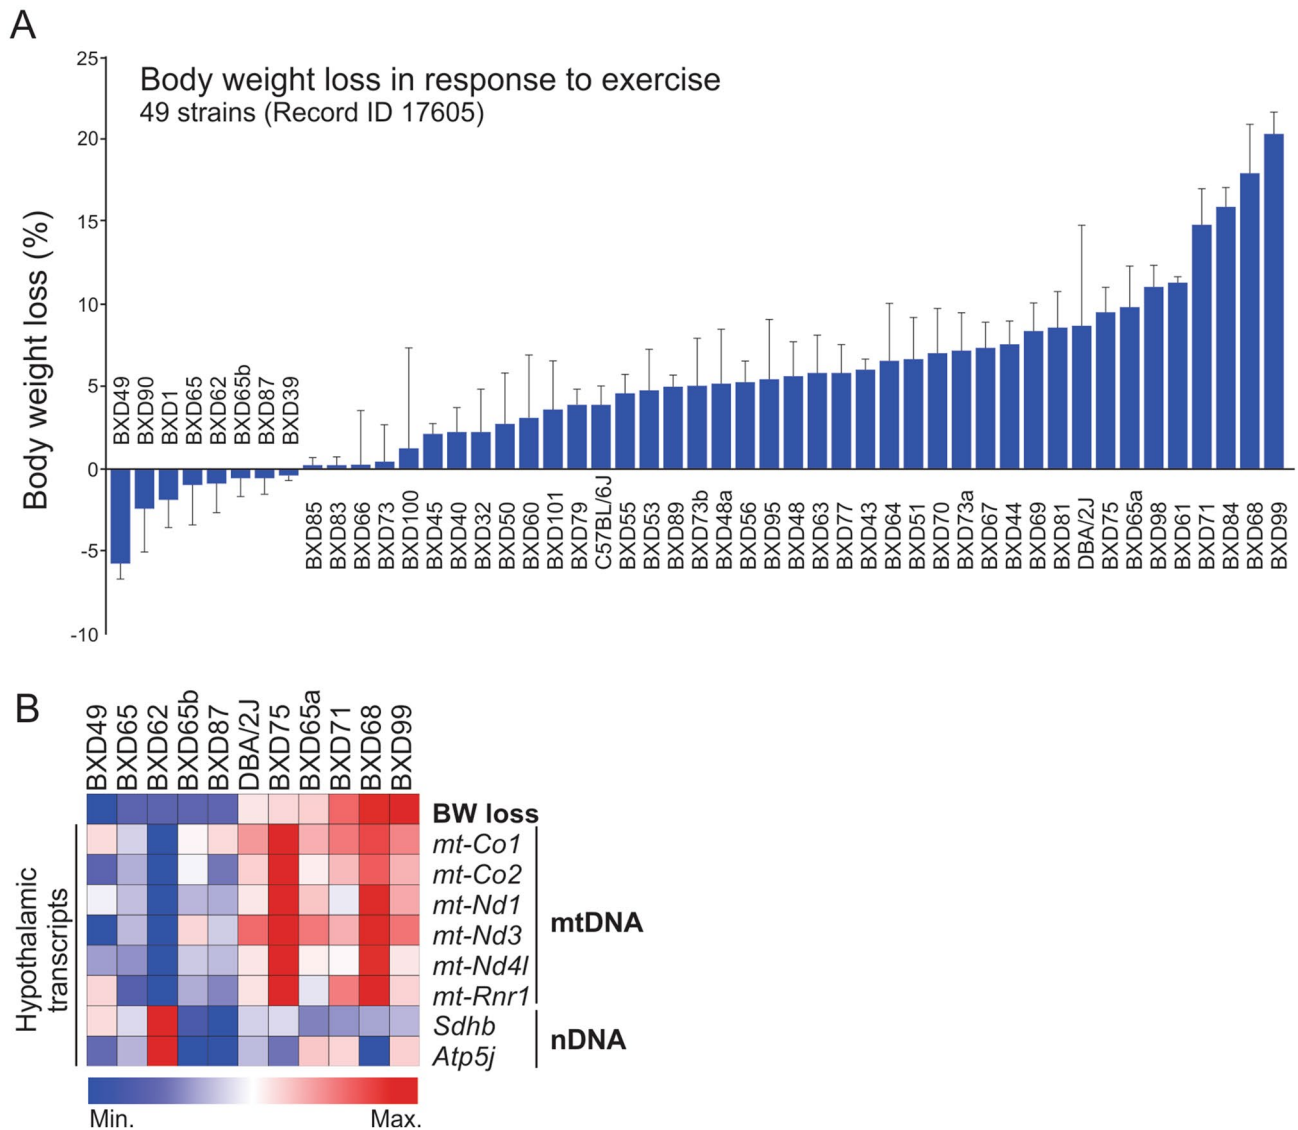 A
Body weight loss in response to exercise
49 strains (Record ID 17605)
Body weight loss (%)
25
20
15
10
5
0
-5
-10
BXD49
BXD90
BXD1
BXD65
BXD62
BXD65b
BXD87
BXD39
BXD85
BXD83
BXD66
BXD73
BXD100
BXD45
BXD40
BXD32
BXD50
BXD60
BXD101
BXD79
C57BL/6J
BXD55
BXD53
BXD89
BXD73b
BXD48a
BXD56
BXD95
BXD48
BXD63
BXD77
BXD43
BXD64
BXD51
BXD70
BXD73a
BXD67
BXD44
BXD69
BXD81
DBA/2J
BXD75
BXD65a
BXD98
BXD61
BXD71
BXD84
BXD68
BXD99
B
BXD49
BXD65
BXD62
BXD65b
BXD87
DBA/2J
BXD75
BXD65a
BXD71
BXD68
BXD99
BW loss
Hypothalamic
transcripts
mt-Co1
mt-Co2
mt-Nd1
mt-Nd3
mt-Nd4l
mt-Rnr1
mtDNA
Sdhb
Atp5j
nDNA
Min.
Max.